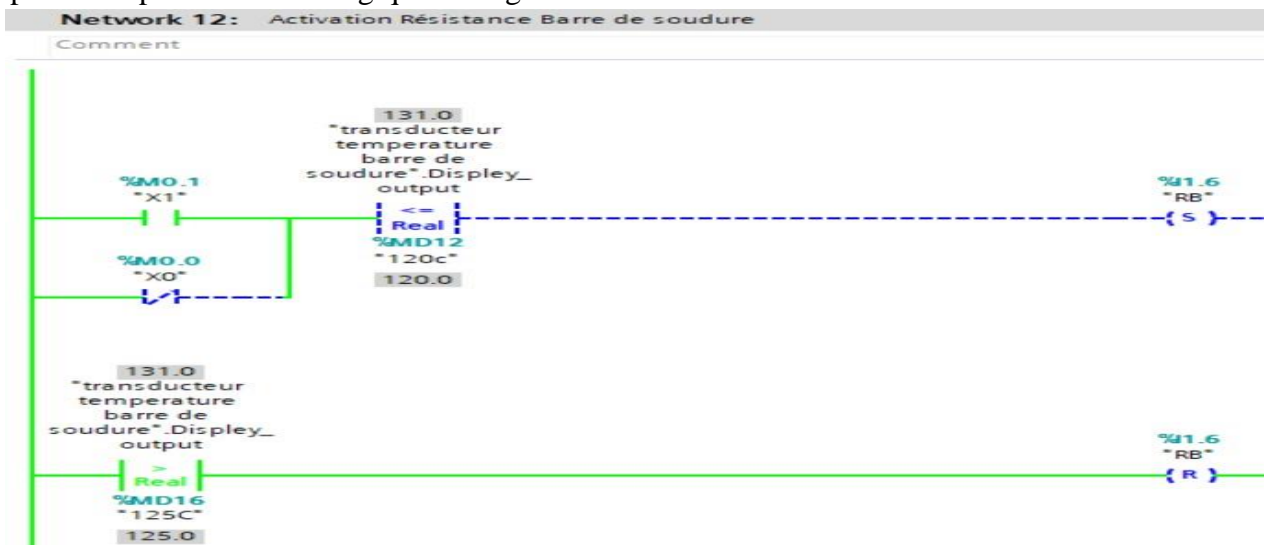 Network 12: Activation Résistance Barre de soudure
Comment
131.0
"transducteur
temperature
barre de
soudure".Displey_
output
%M0.1
"X1"
%I1.6
"RB"
<=
Real
( S )
%MD12
"120c"
120.0
%M0.0
"X0"
131.0
"transducteur
temperature
barre de
soudure".Displey_
output
%I1.6
"RB"
>
Real
( R )
%MD16
"125C"
125.0